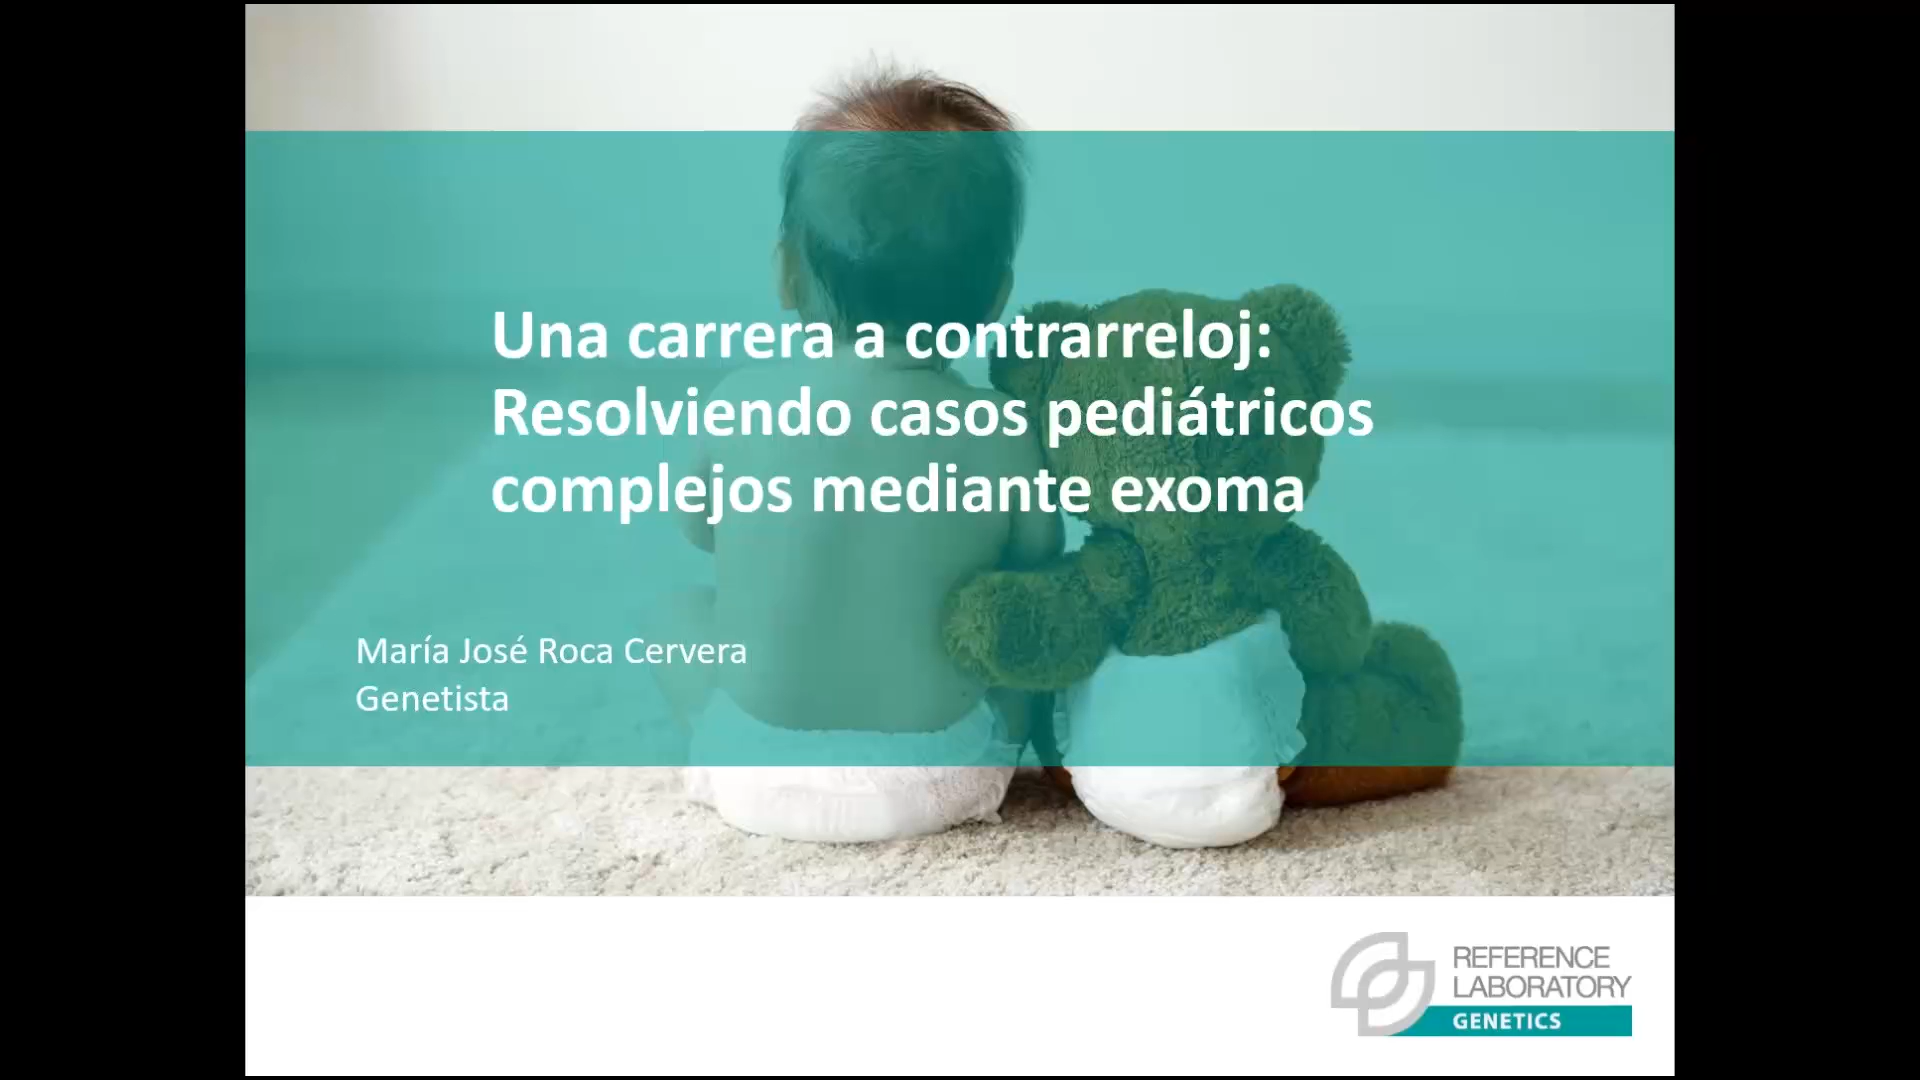 Una carrera a contrarreloj:
Resolviendo casos pediátricos
complejos mediante exoma
María José Roca Cervera
Genetista
REFERENCE
LABORATORY
GENETICS